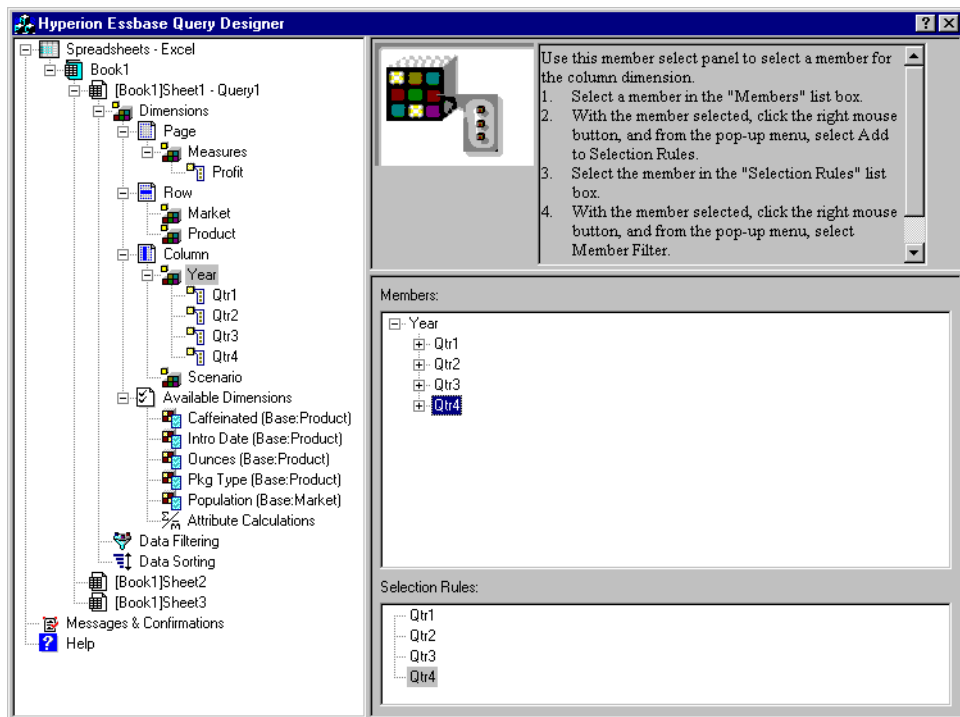 Hyperion Essbase Query Designer
Spreadsheets - Excel
Book1
[Book1]Sheet1 - Query1
Dimensions
Page
Measures
Profit
Row
Market
Product
Column
Year
Qtr1
Qtr2
Qtr3
Qtr4
Scenario
Available Dimensions
Caffeinated (Base:Product)
Intro Date (Base:Product)
Ounces (Base:Product)
Pkg Type (Base:Product)
Population (Base:Market)
Attribute Calculations
Data Filtering
Data Sorting
[Book1]Sheet2
[Book1]Sheet3
Messages & Confirmations
Help
Use this member select panel to select a member for
the column dimension.
1. Select a member in the "Members" list box.
2. With the member selected, click the right mouse
button, and from the pop-up menu, select Add
to Selection Rules.
3. Select the member in the "Selection Rules" list
box.
4. With the member selected, click the right mouse
button, and from the pop-up menu, select
Member Filter.
Members:
Year
Qtr1
Qtr2
Qtr3
Qtr4
Selection Rules:
Qtr1
Qtr2
Qtr3
Qtr4